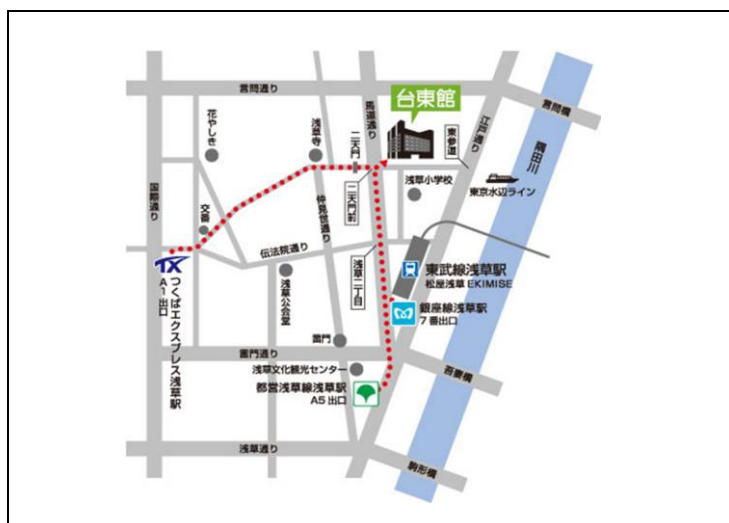 言問通り
馬道通り
台東館
江戸通り
言問橋
花やしき
浅草寺
二天門
東参道
隅田川
国際通り
交番
仲見世通り
二天門前
浅草小学校
東京水辺ライン
伝法院通り
TX
つくばエクスプレス浅草駅
A1出口
浅草公会堂
浅草二丁目
東武線浅草駅
松屋浅草 EKIMISE
銀座線浅草駅
7番出口
雷門
雷門通り
浅草文化観光センター
吾妻橋
都営浅草線浅草駅
A5出口
浅草通り
駒形橋